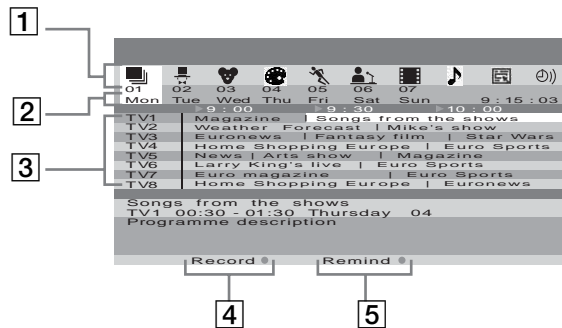 1
01 02 03 04 05 06 07
2
Mon Tue Wed Thu Fri Sat Sun 9:15:03
9:00 9:30 10:00
3
TV1 Magazine | Songs from the shows
TV2 Weather Forecast | Mike's show
TV3 Euronews | Fantasy film | Star Wars
TV4 Home Shopping Europe | Euro Sports
TV5 News | Arts show | Magazine
TV6 Larry King's live | Euro Sports
TV7 Euro magazine | Euro Sports
TV8 Home Shopping Europe | Euronews
Songs from the shows
TV1 00:30 - 01:30 Thursday 04
Programme description
Record Remind
4 5